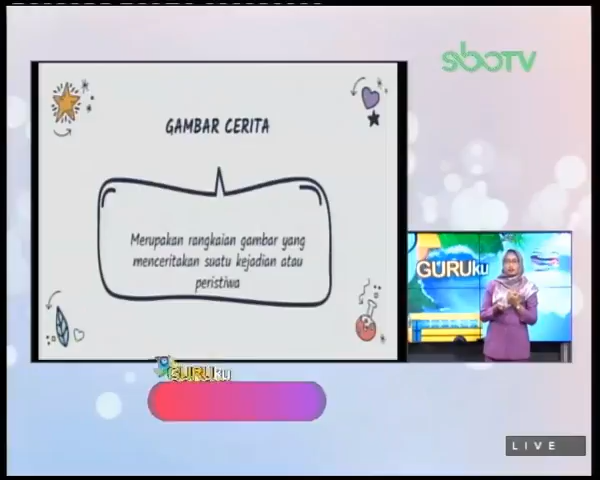 sboTV
GAMBAR CERITA
Merupakan rangkaian gambar yang
menceritakan suatu kejadian atau
peristiwa
GURUKU
GURUKU
LIVE